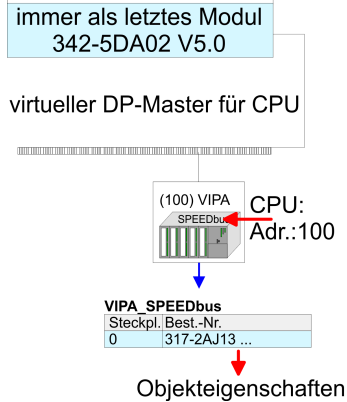 immer als letztes Modul
342-5DA02 V5.0
virtueller DP-Master für CPU
(100) VIPA
SPEEDbus
CPU:
Adr.:100
VIPA_SPEEDbus
Steckpl. Best.-Nr.
0 317-2AJ13 ...
Objekteigenschaften